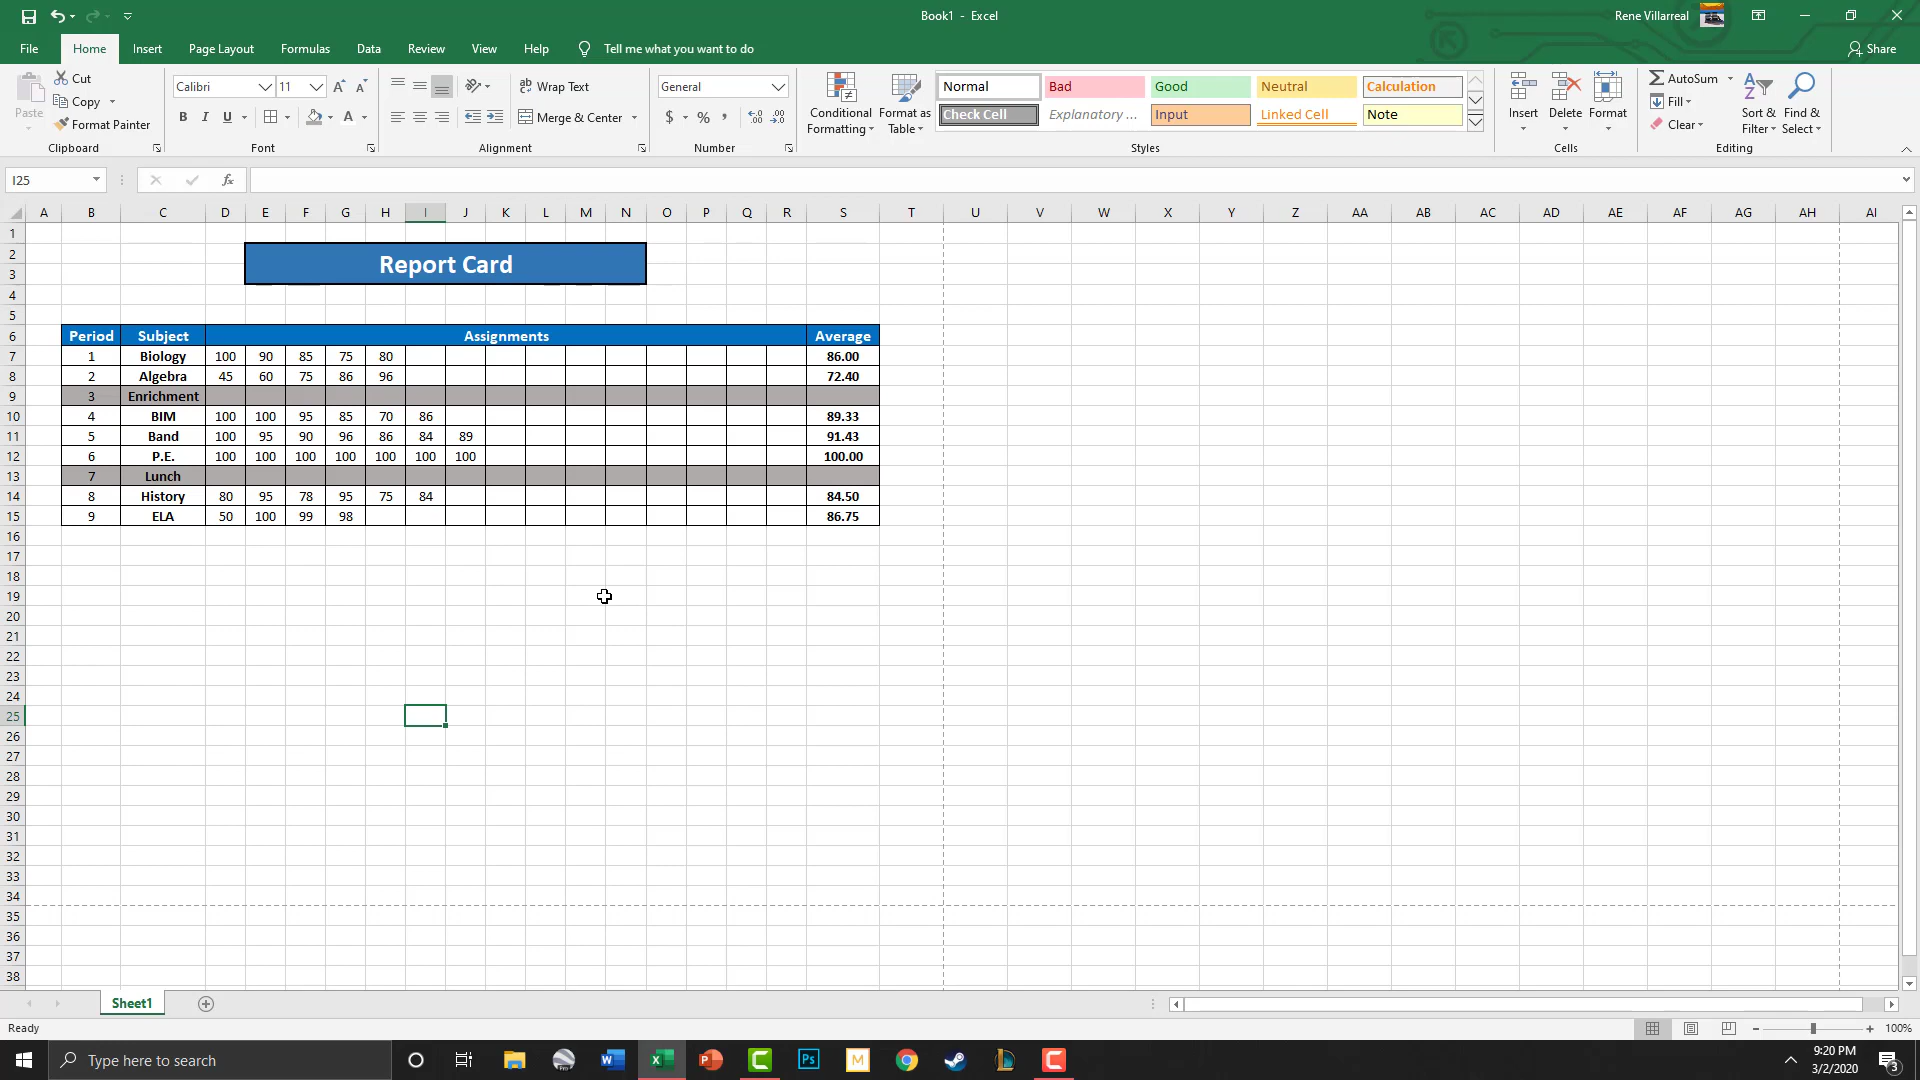 Book1 - Excel
Rene Villarreal
File Home Insert Page Layout Formulas Data Review View Help Tell me what you want to do
Share
Paste
Cut
Copy
Format Painter
Clipboard
Calibri 11
B I U
Font
Wrap Text
Merge & Center
Alignment
General
$ % ,
Number
Conditional Formatting
Format as Table
Normal Bad Good Neutral Calculation
Check Cell Explanatory ... Input Linked Cell Note
Styles
Insert Delete Format
Cells
AutoSum
Fill
Clear
Sort & Filter
Find & Select
Editing
I25
fx
A B C D E F G H I J K L M N O P Q R S T U V W X Y Z AA AB AC AD AE AF AG AH AI
1
2
Report Card
3
4
5
6 Period Subject Assignments Average
7 1 Biology 100 90 85 75 80 86.00
8 2 Algebra 45 60 75 86 96 72.40
9 3 Enrichment
10 4 BIM 100 100 95 85 70 86 89.33
11 5 Band 100 95 90 96 86 84 89 91.43
12 6 P.E. 100 100 100 100 100 100 100 100.00
13 7 Lunch
14 8 History 80 95 78 95 75 84 84.50
15 9 ELA 50 100 99 98 86.75
16
17
18
19
20
21
22
23
24
25
26
27
28
29
30
31
32
33
34
35
36
37
38
Sheet1
Ready
100%
Type here to search
9:20 PM
3/2/2020
3